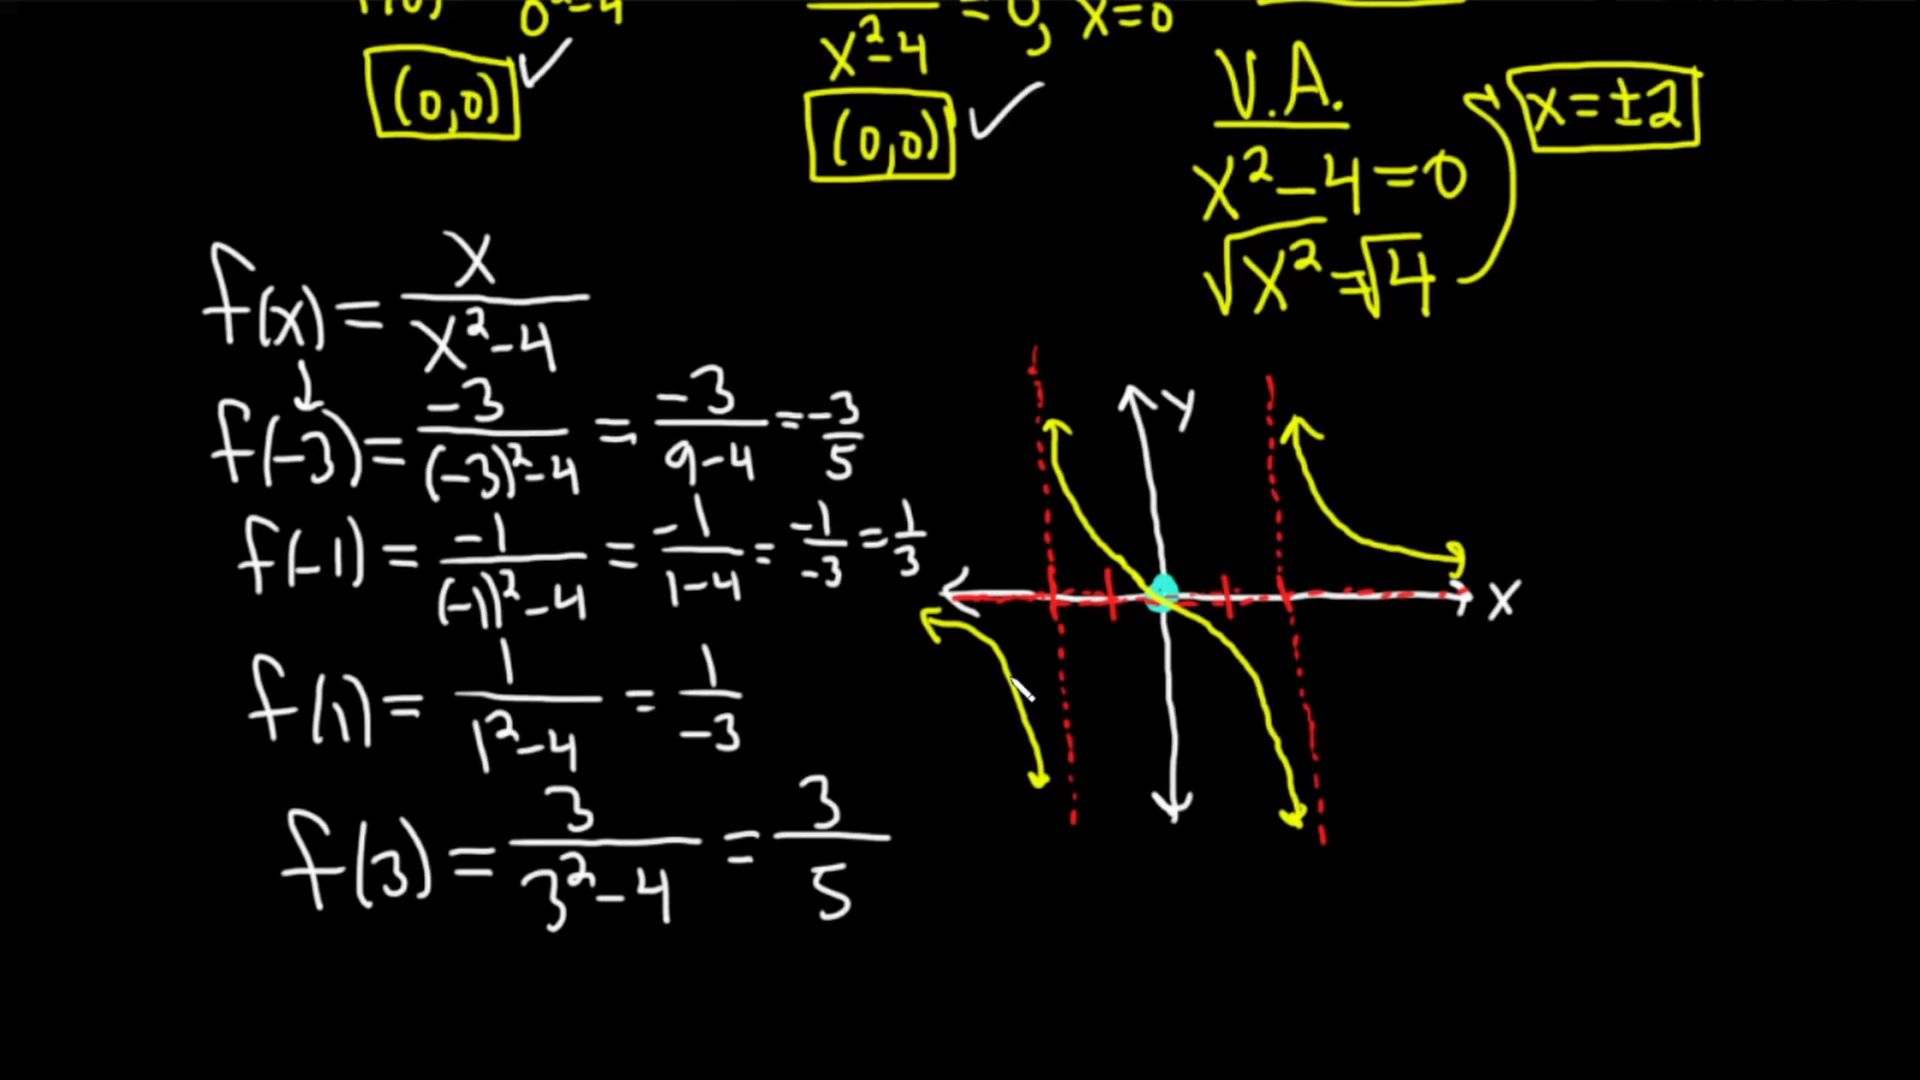 0²-4
x²-4 = 0, x=0
(0,0)
(0,0)
V.A.
x²-4=0
√x²=√4
x=±2
f(x) = x/(x²-4)
f(-3) = -3/((-3)²-4) = -3/(9-4) = -3/5
f(-1) = -1/((-1)²-4) = -1/(1-4) = -1/-3 = 1/3
f(1) = 1/(1²-4) = 1/-3
f(3) = 3/(3²-4) = 3/5
y
x